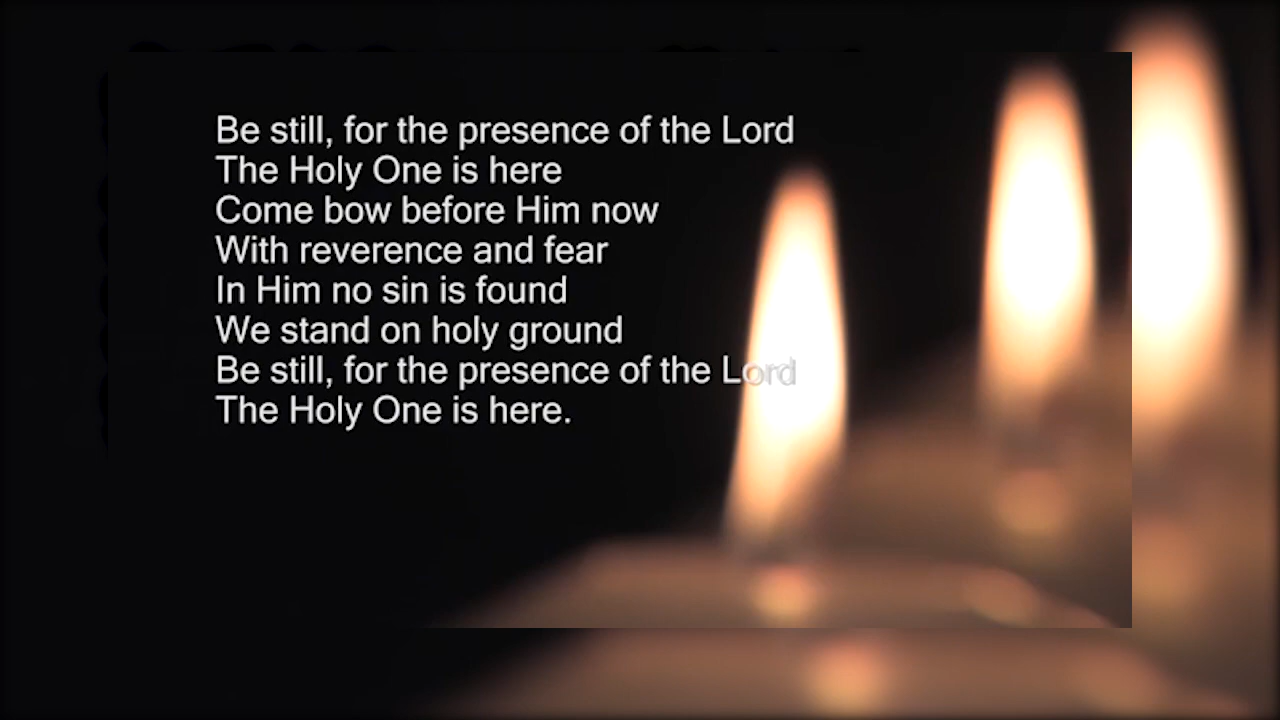 Be still, for the presence of the Lord
The Holy One is here
Come bow before Him now
With reverence and fear
In Him no sin is found
We stand on holy ground
Be still, for the presence of the Lord
The Holy One is here.